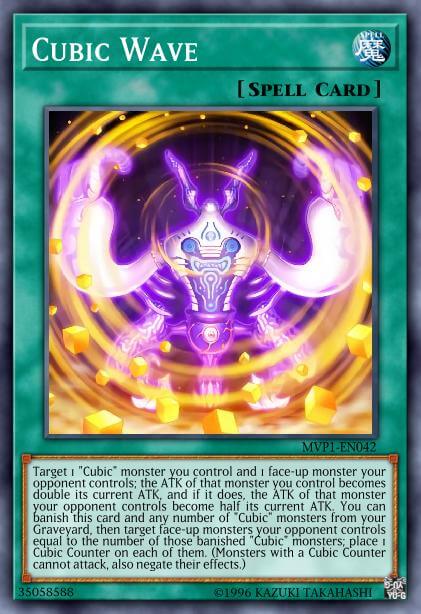 CUBIC WAVE
SPELL
魔
[SPELL CARD]
MVP1-EN042
Target 1 "Cubic" monster you control and 1 face-up monster your
opponent controls; the ATK of that monster you control becomes
double its current ATK, and if it does, the ATK of that monster
your opponent controls become half its current ATK. You can
banish this card and any number of "Cubic" monsters from your
Graveyard, then target face-up monsters your opponent controls
equal to the number of those banished "Cubic" monsters; place 1
Cubic Counter on each of them. (Monsters with a Cubic Counter
cannot attack, also negate their effects.)
35058588
©1996 KAZUKI TAKAHASHI